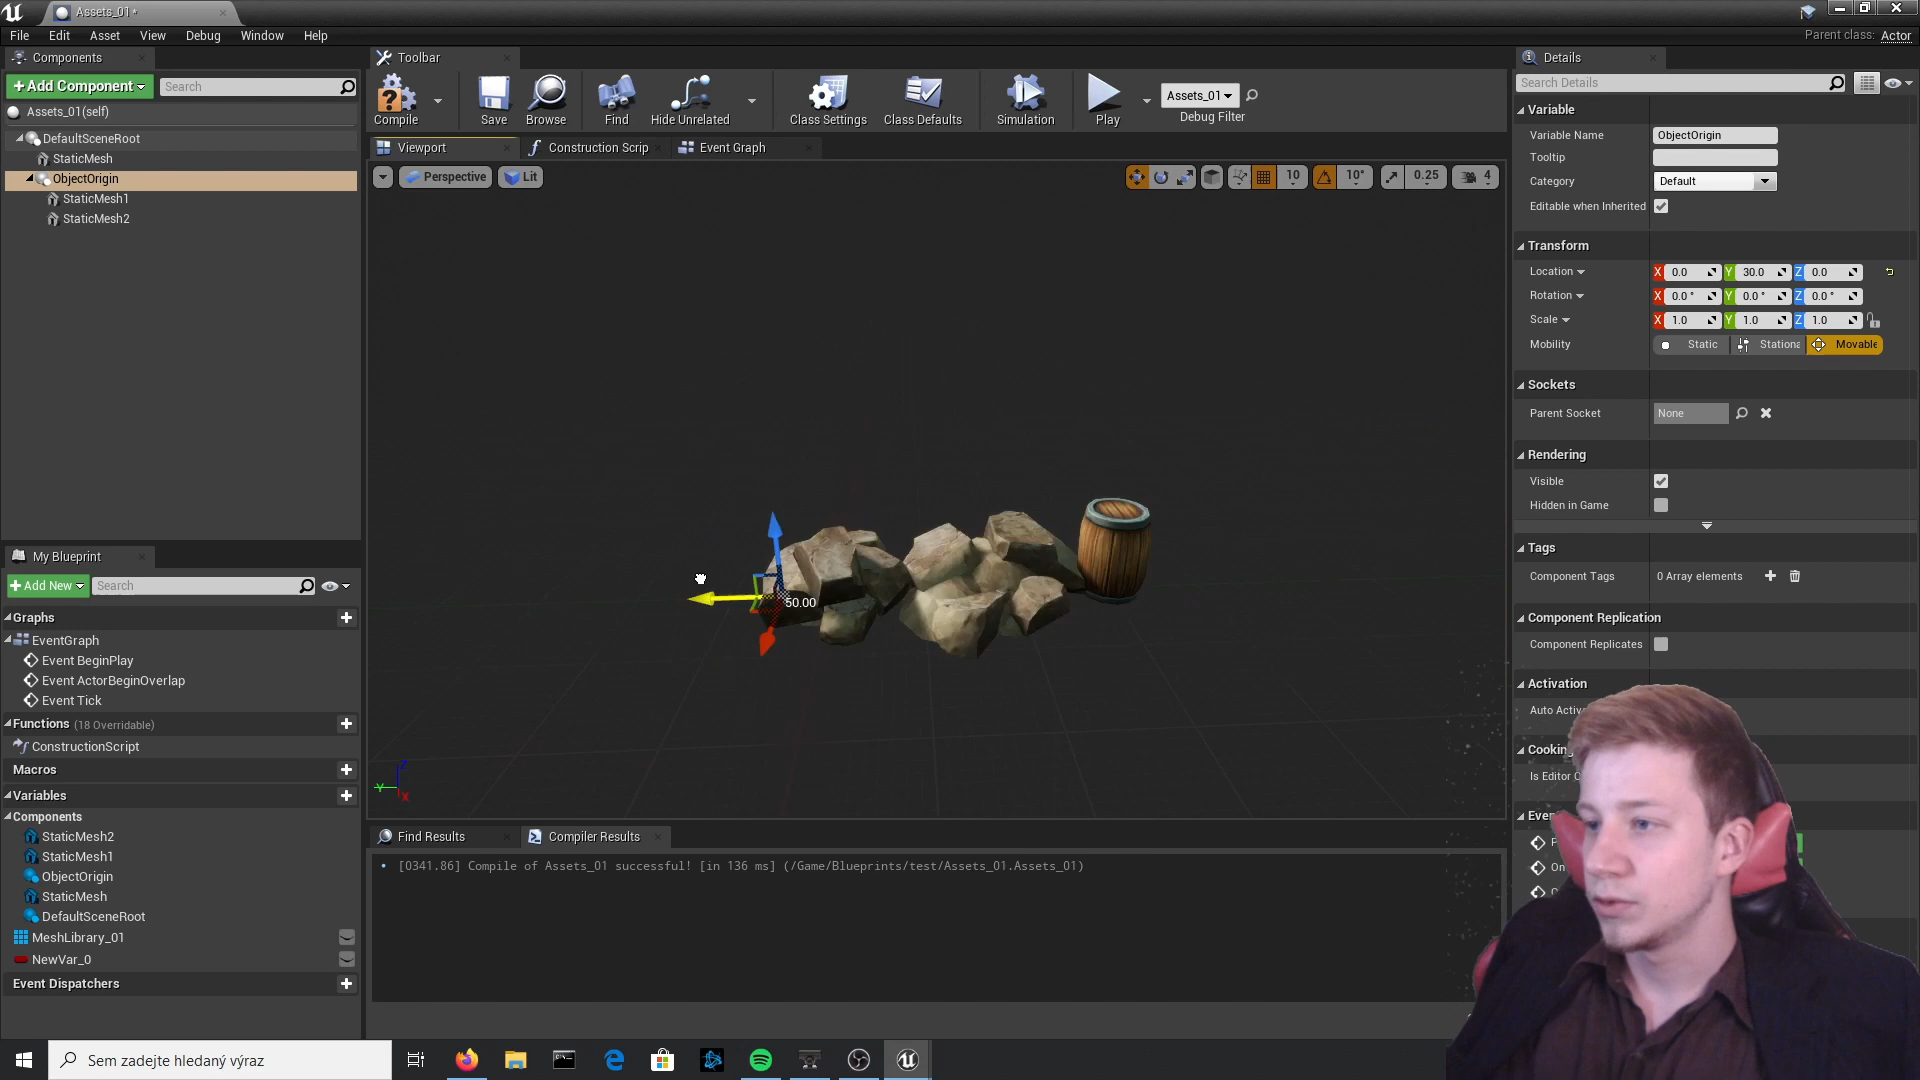 Assets_01*
File Edit Asset View Debug Window Help
Parent class: Actor
Components
+Add Component
Search
Assets_01(self)
DefaultSceneRoot
StaticMesh
ObjectOrigin
StaticMesh1
StaticMesh2
Toolbar
Compile
Save
Browse
Find
Hide Unrelated
Class Settings
Class Defaults
Simulation
Play
Assets_01
Debug Filter
Viewport
Construction Scrip
Event Graph
Perspective
Lit
10
10°
0.25
4
50.00
Z
Y
X
Details
Search Details
Variable
Variable Name ObjectOrigin
Tooltip
Category Default
Editable when Inherited
Transform
Location X 0.0 Y 30.0 Z 0.0
Rotation X 0.0 ° Y 0.0 ° Z 0.0 °
Scale X 1.0 Y 1.0 Z 1.0
Mobility Static Stationa Movable
Sockets
Parent Socket None
Rendering
Visible
Hidden in Game
Tags
Component Tags 0 Array elements
Component Replication
Component Replicates
Activation
Auto Activ
Cooking
Is Editor O
Even
P
On
My Blueprint
+Add New
Search
Graphs
EventGraph
Event BeginPlay
Event ActorBeginOverlap
Event Tick
Functions (18 Overridable)
ConstructionScript
Macros
Variables
Components
StaticMesh2
StaticMesh1
ObjectOrigin
StaticMesh
DefaultSceneRoot
MeshLibrary_01
NewVar_0
Event Dispatchers
Find Results
Compiler Results
[0341.86] Compile of Assets_01 successful! [in 136 ms] (/Game/Blueprints/test/Assets_01.Assets_01)
Sem zadejte hledaný výraz